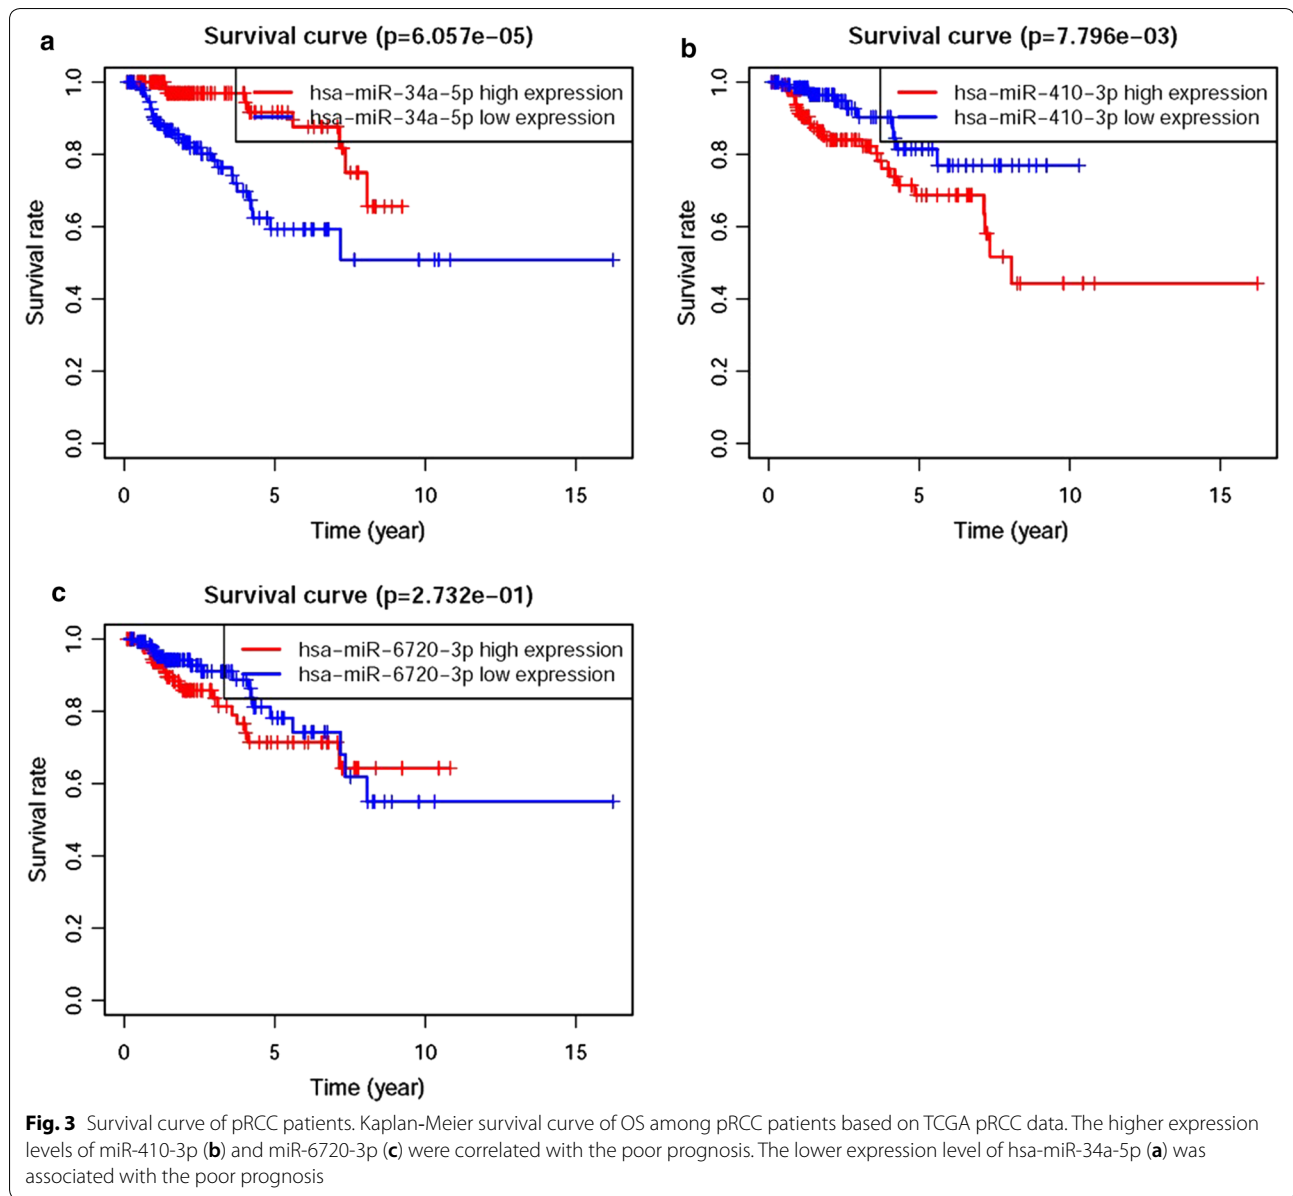 a
Survival curve (p=6.057e−05)
hsa−miR−34a−5p high expression
hsa−miR−34a−5p low expression
Survival rate
1.0
0.8
0.6
0.4
0.2
0.0
0 5 10 15
Time (year)
b
Survival curve (p=7.796e−03)
hsa−miR−410−3p high expression
hsa−miR−410−3p low expression
Survival rate
1.0
0.8
0.6
0.4
0.2
0.0
0 5 10 15
Time (year)
c
Survival curve (p=2.732e−01)
hsa−miR−6720−3p high expression
hsa−miR−6720−3p low expression
Survival rate
1.0
0.8
0.6
0.4
0.2
0.0
0 5 10 15
Time (year)
Fig. 3 Survival curve of pRCC patients. Kaplan-Meier survival curve of OS among pRCC patients based on TCGA pRCC data. The higher expression
levels of miR-410-3p (b) and miR-6720-3p (c) were correlated with the poor prognosis. The lower expression level of hsa-miR-34a-5p (a) was
associated with the poor prognosis